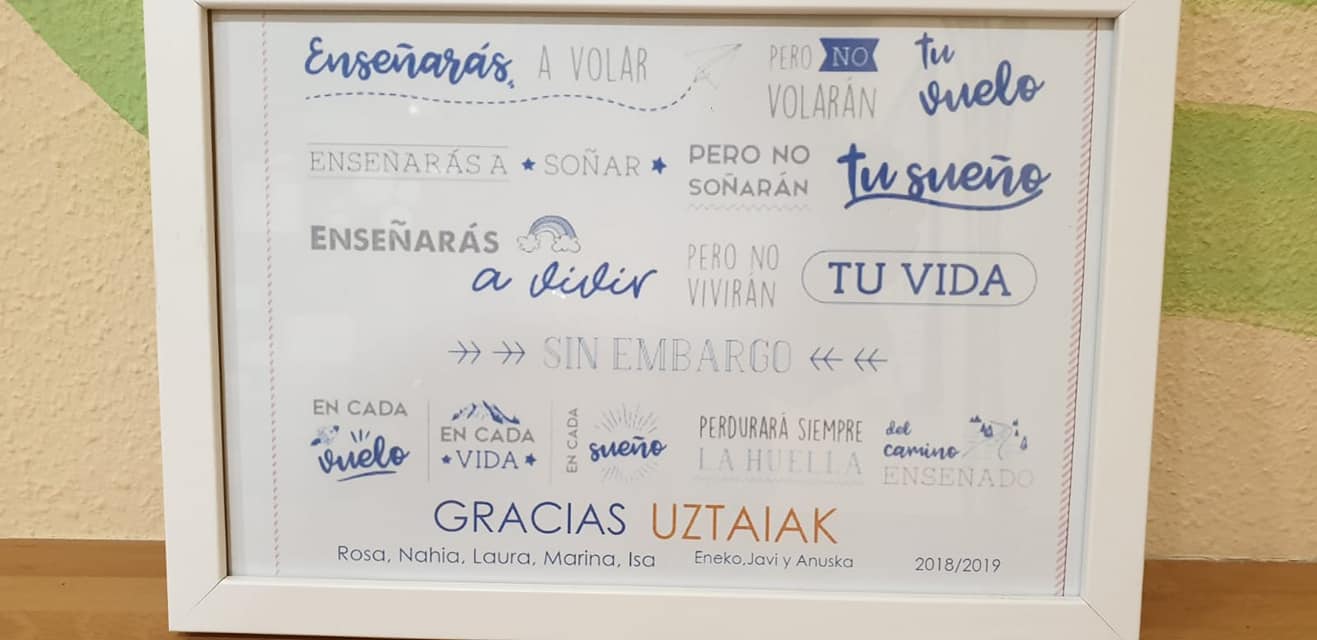 Enseñarás A VOLAR PERO NO VOLARÁN tu vuelo
ENSEÑARÁS A SOÑAR PERO NO SOÑARÁN tu sueño
ENSEÑARÁS a vivir PERO NO VIVIRÁN TU VIDA
SIN EMBARGO
EN CADA vuelo EN CADA VIDA EN CADA sueño PERDURARÁ SIEMPRE LA HUELLA del camino ENSEÑADO
GRACIAS UZTAIAK
Rosa, Nahia, Laura, Marina, Isa Eneko,Javi y Anuska 2018/2019